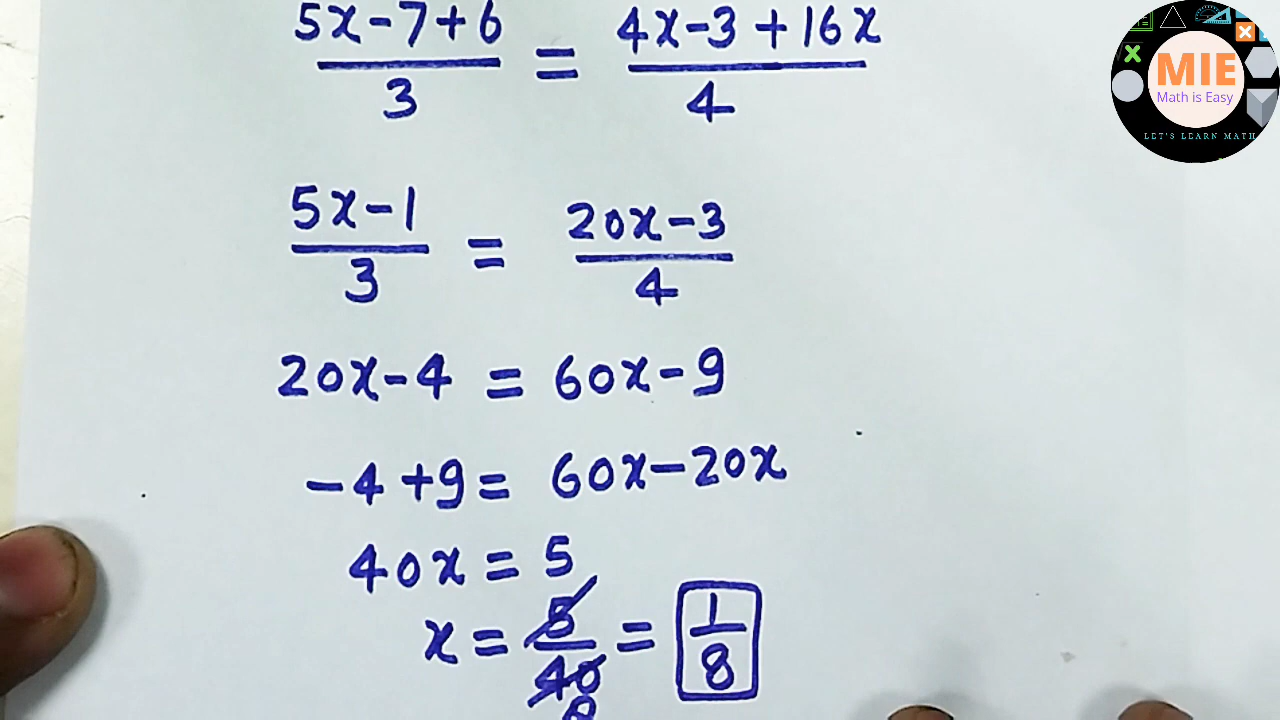 5x-7+6/3 = 4x-3+16x/4
MIE
Math is Easy
LET'S LEARN MATH
5x-1/3 = 20x-3/4
20x-4 = 60x-9
-4+9= 60x-20x
40x = 5
x = 5/40 = 1/8
8